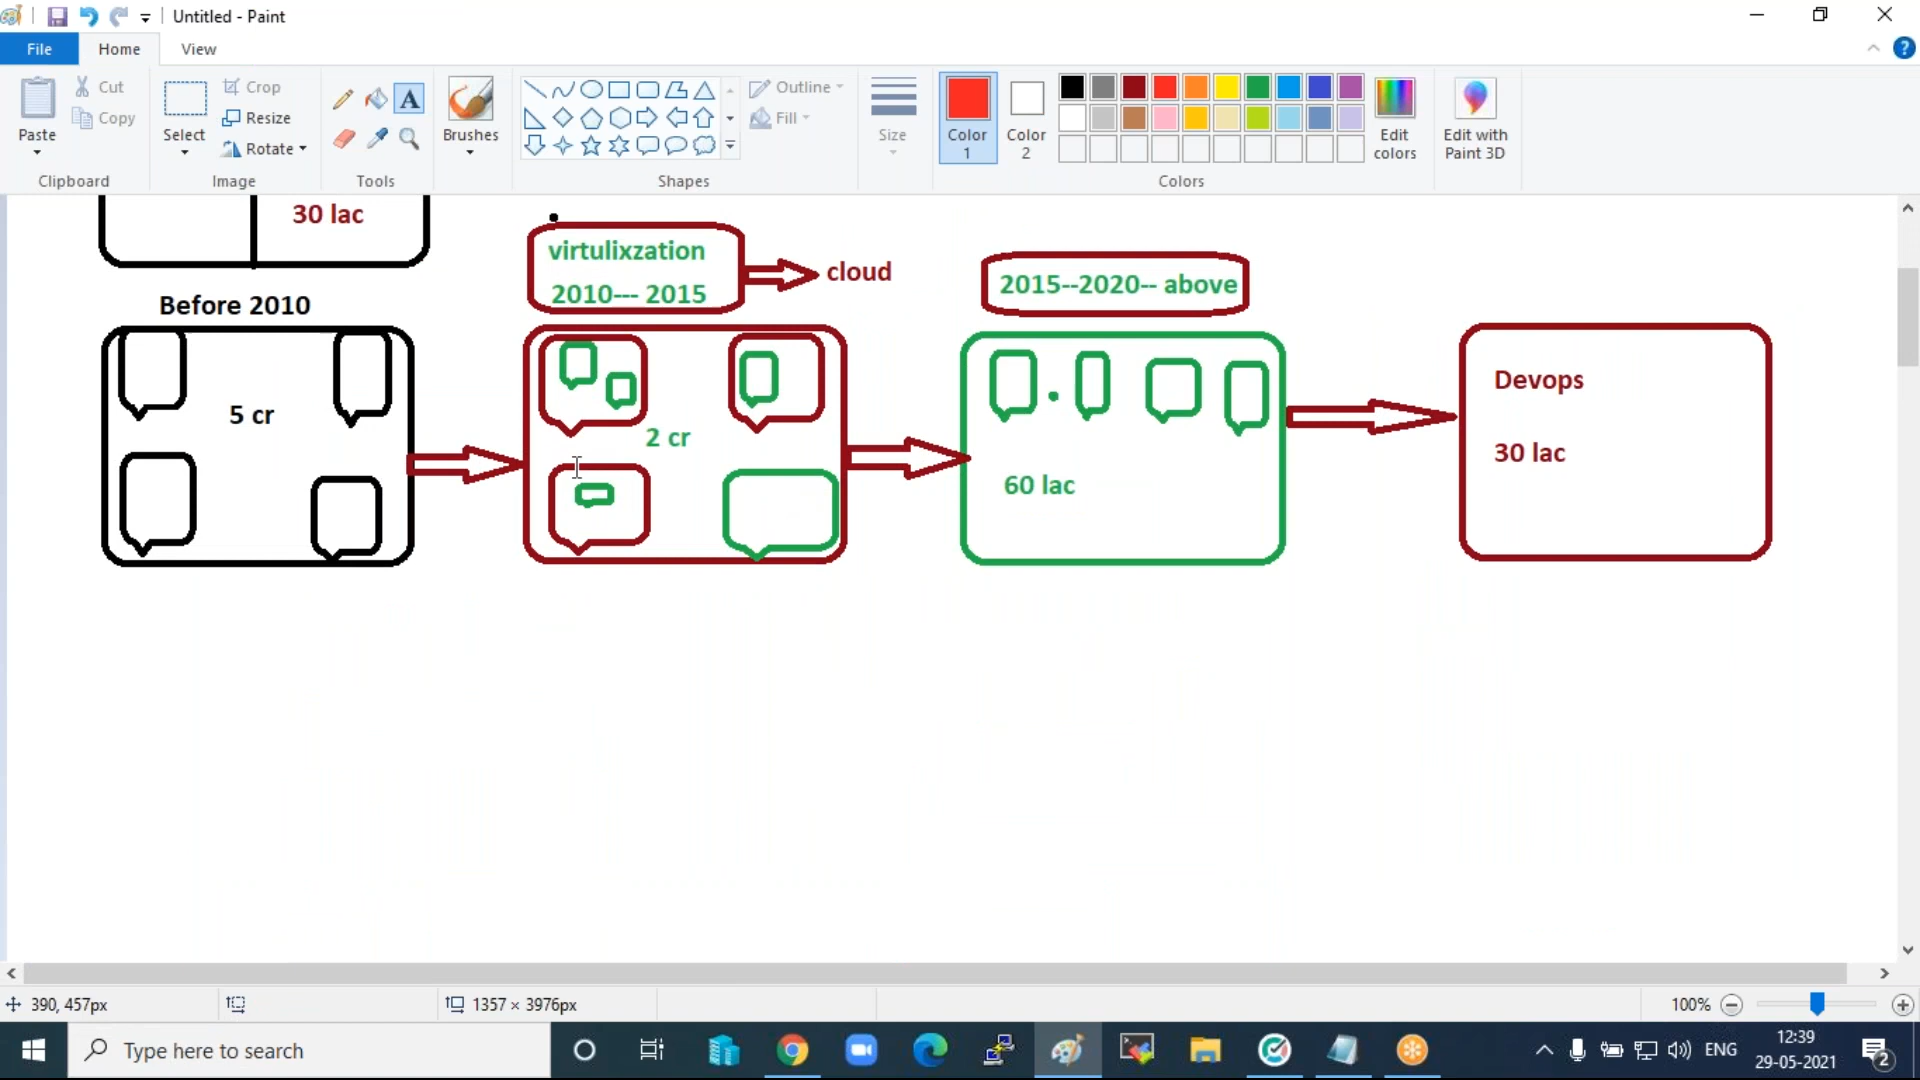 Untitled - Paint
File
Home
View
Paste
Cut
Copy
Clipboard
Select
Crop
Resize
Rotate
Image
Tools
Brushes
Shapes
Outline
Fill
Size
Color
1
Color
2
Edit
colors
Edit with
Paint 3D
Colors
30 lac
Before 2010
5 cr
virtulixzation
2010--- 2015
cloud
2 cr
2015--2020-- above
60 lac
Devops
30 lac
390, 457px
1357 × 3976px
100%
Type here to search
ENG
12:39
29-05-2021
2